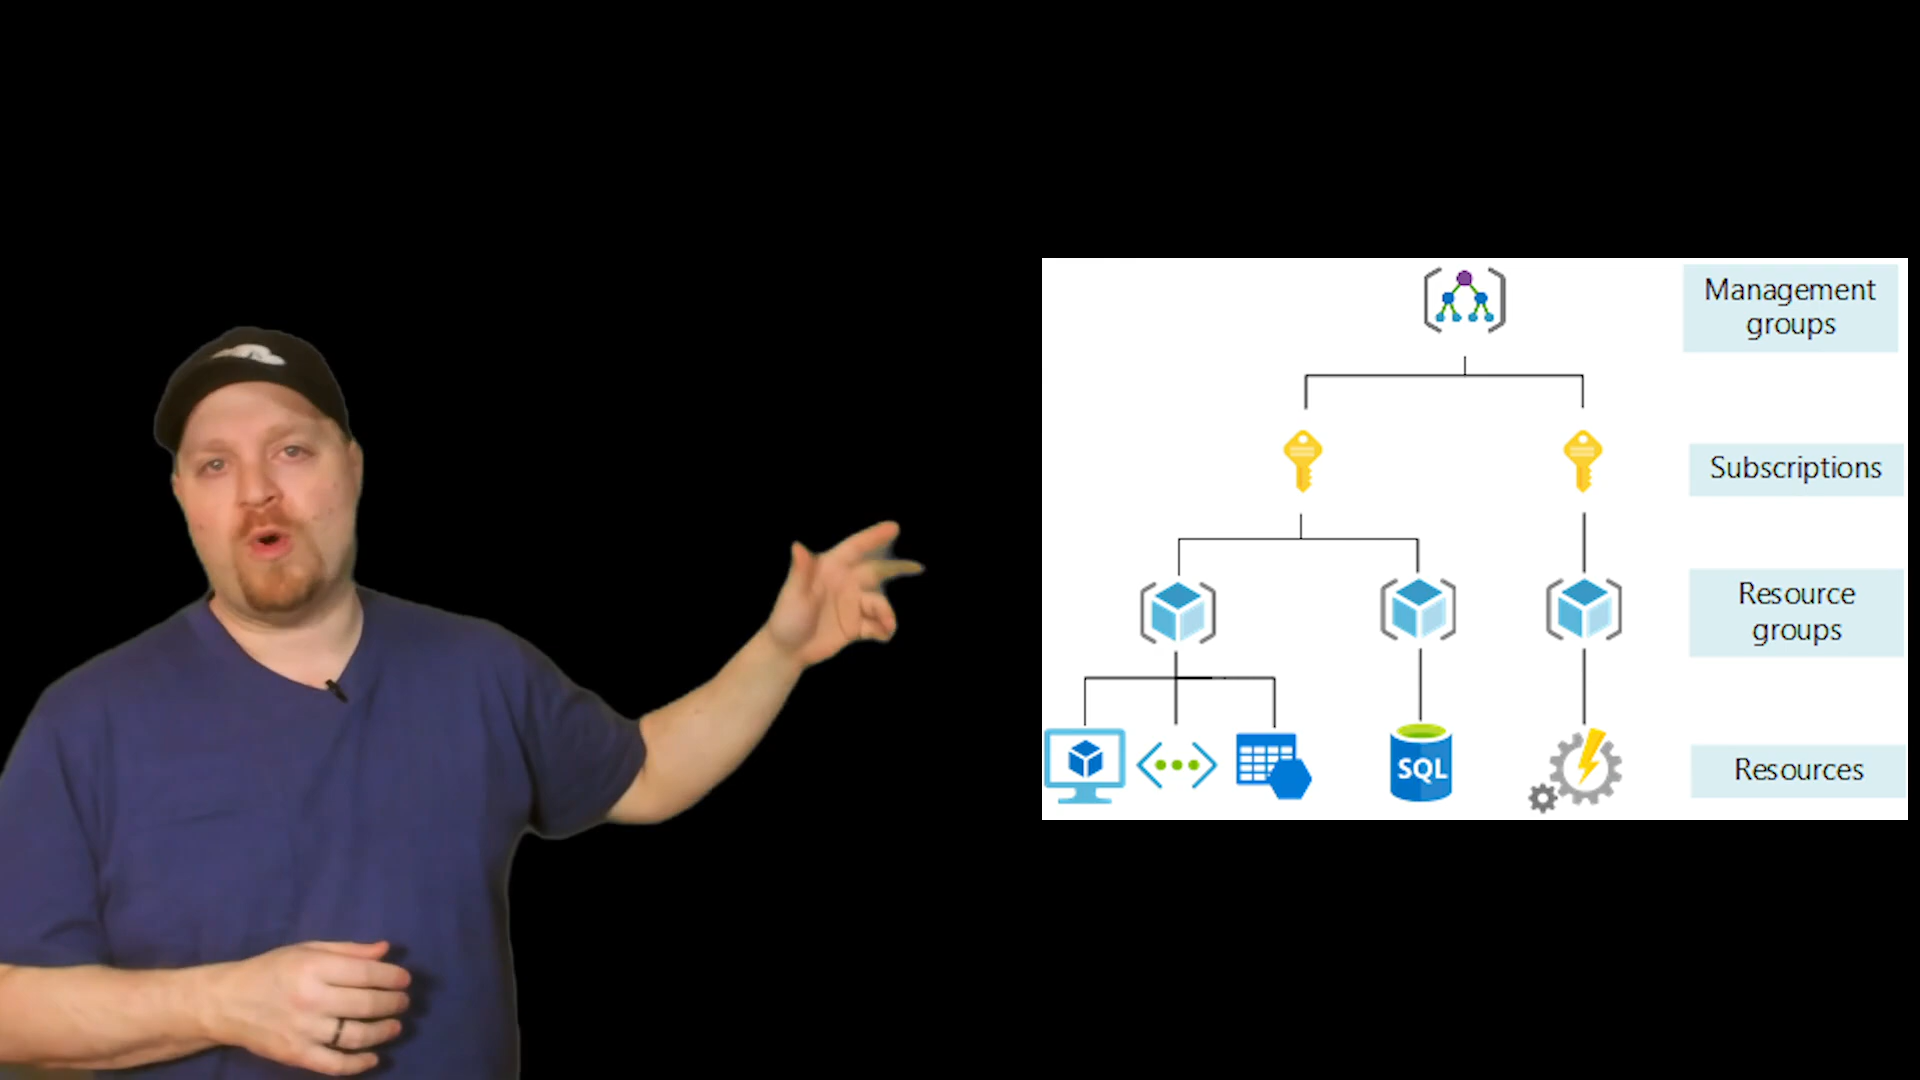 Management
groups
Subscriptions
Resource
groups
SQL
Resources